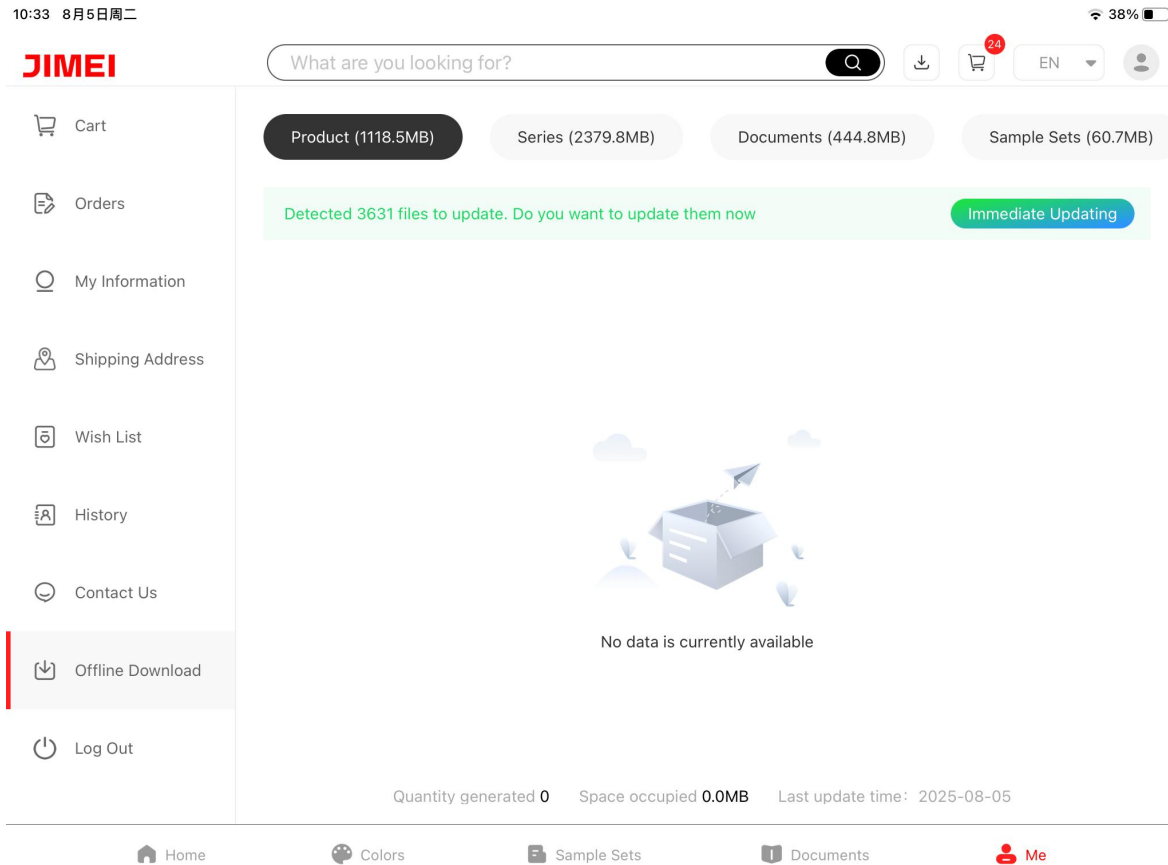 10:33 8月5日周二
38%
JIMEI
What are you looking for?
24
EN
Cart
Orders
My Information
Shipping Address
Wish List
History
Contact Us
Offline Download
Log Out
Product (1118.5MB) Series (2379.8MB) Documents (444.8MB) Sample Sets (60.7MB)
Detected 3631 files to update. Do you want to update them now
Immediate Updating
No data is currently available
Quantity generated 0 Space occupied 0.0MB Last update time: 2025-08-05
Home Colors Sample Sets Documents Me